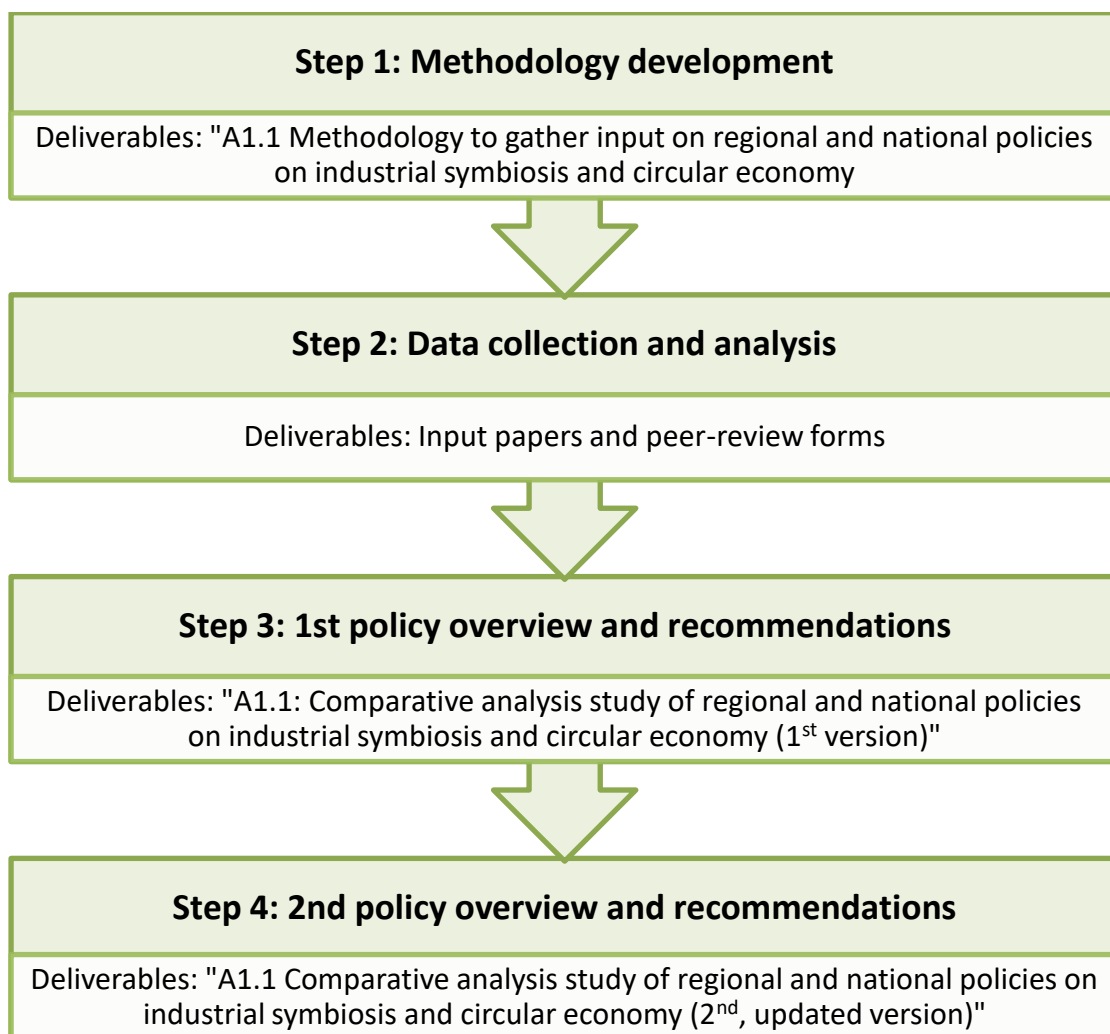 Step 1: Methodology development
Deliverables: "A1.1 Methodology to gather input on regional and national policies
on industrial symbiosis and circular economy
Step 2: Data collection and analysis
Deliverables: Input papers and peer-review forms
Step 3: 1st policy overview and recommendations
Deliverables: "A1.1: Comparative analysis study of regional and national policies
on industrial symbiosis and circular economy (1st version)"
Step 4: 2nd policy overview and recommendations
Deliverables: "A1.1 Comparative analysis study of regional and national policies on
industrial symbiosis and circular economy (2nd, updated version)"